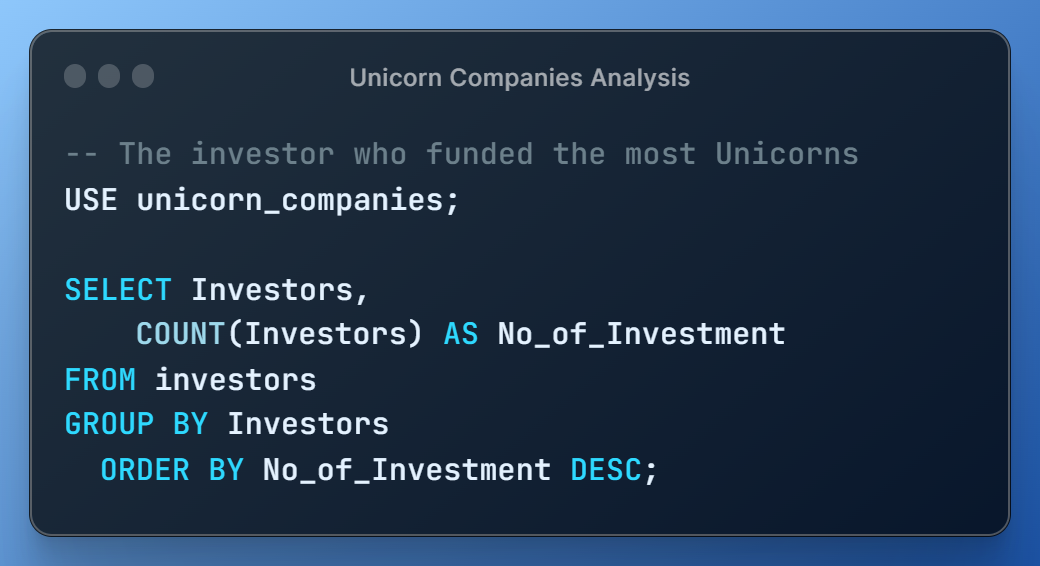 Unicorn Companies Analysis
-- The investor who funded the most Unicorns
USE unicorn_companies;
SELECT Investors,
COUNT(Investors) AS No_of_Investment
FROM investors
GROUP BY Investors
ORDER BY No_of_Investment DESC;